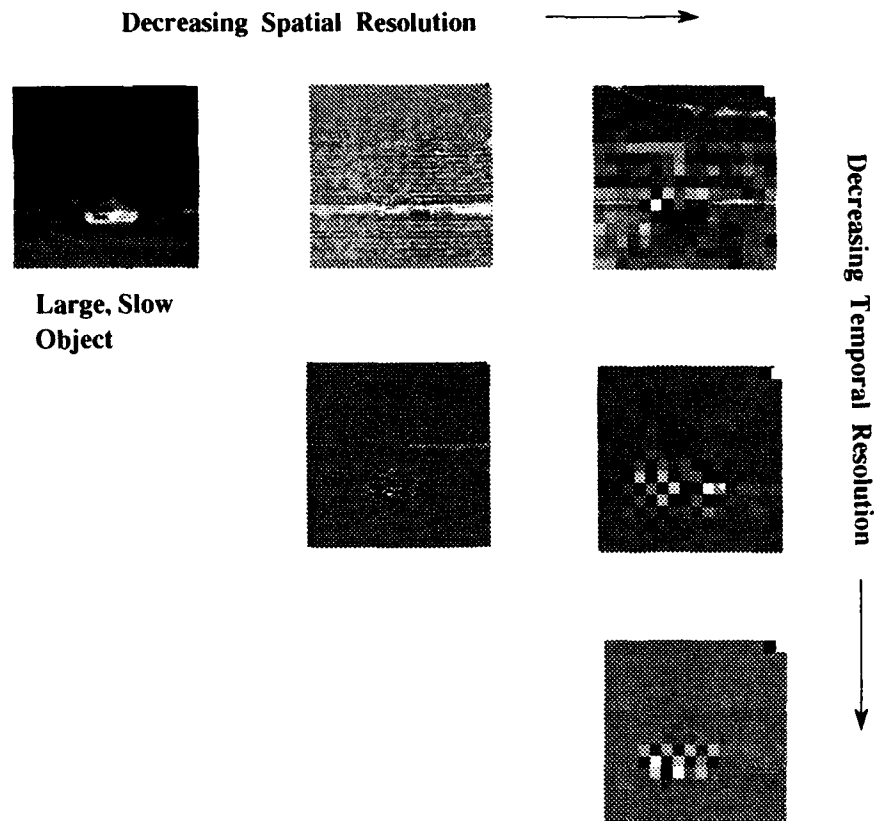 Decreasing Spatial Resolution
Large, Slow
Object
Decreasing Temporal Resolution